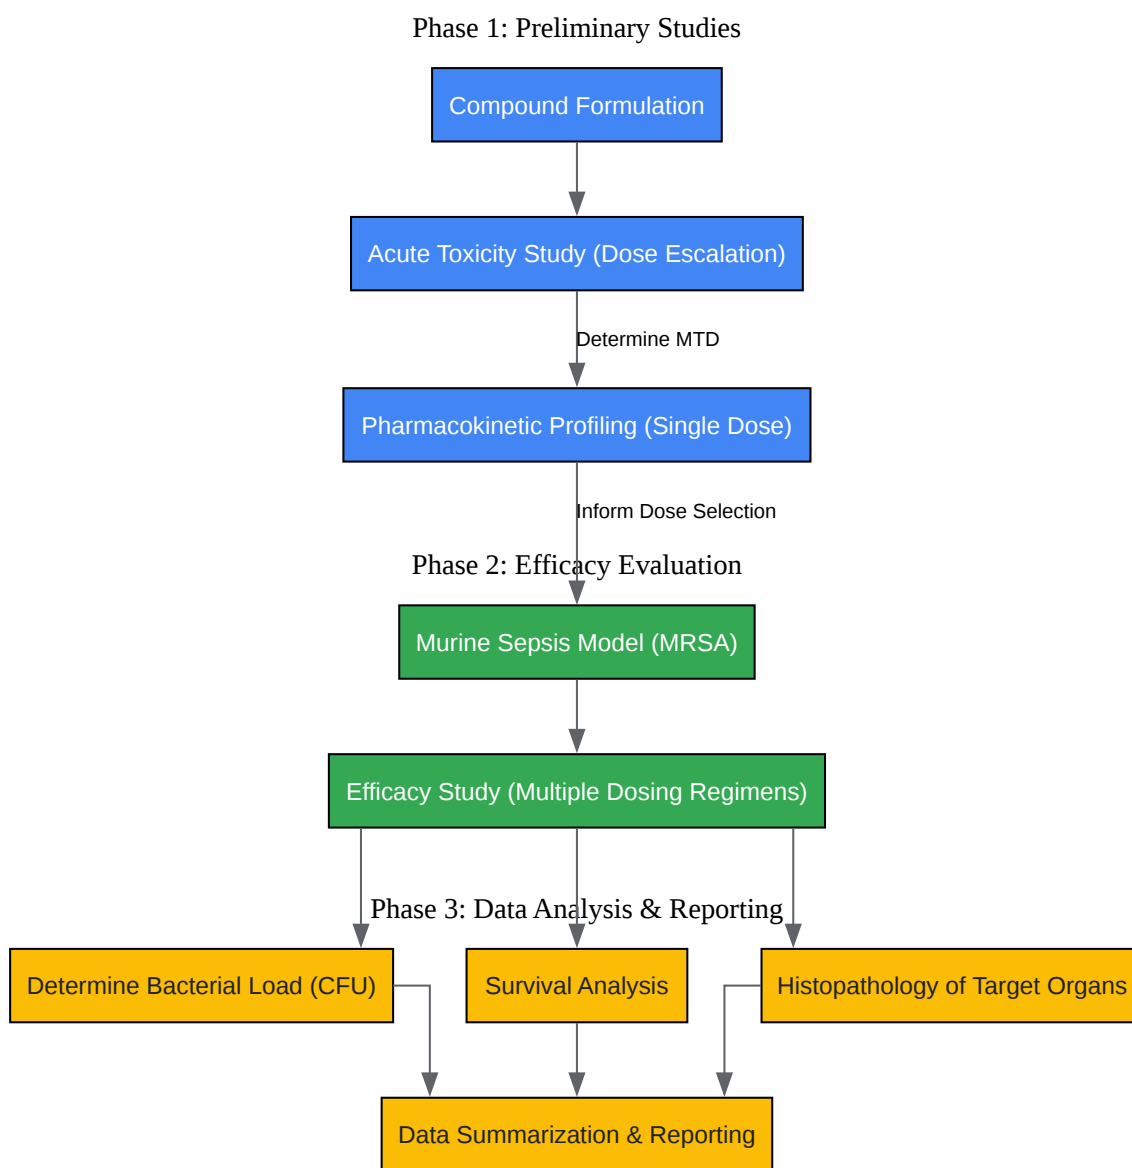 Phase 1: Preliminary Studies
Compound Formulation
Acute Toxicity Study (Dose Escalation)
Determine MTD
Pharmacokinetic Profiling (Single Dose)
Inform Dose Selection
Phase 2: Efficacy Evaluation
Murine Sepsis Model (MRSA)
Efficacy Study (Multiple Dosing Regimens)
Phase 3: Data Analysis & Reporting
Determine Bacterial Load (CFU)
Survival Analysis
Histopathology of Target Organs
Data Summarization & Reporting